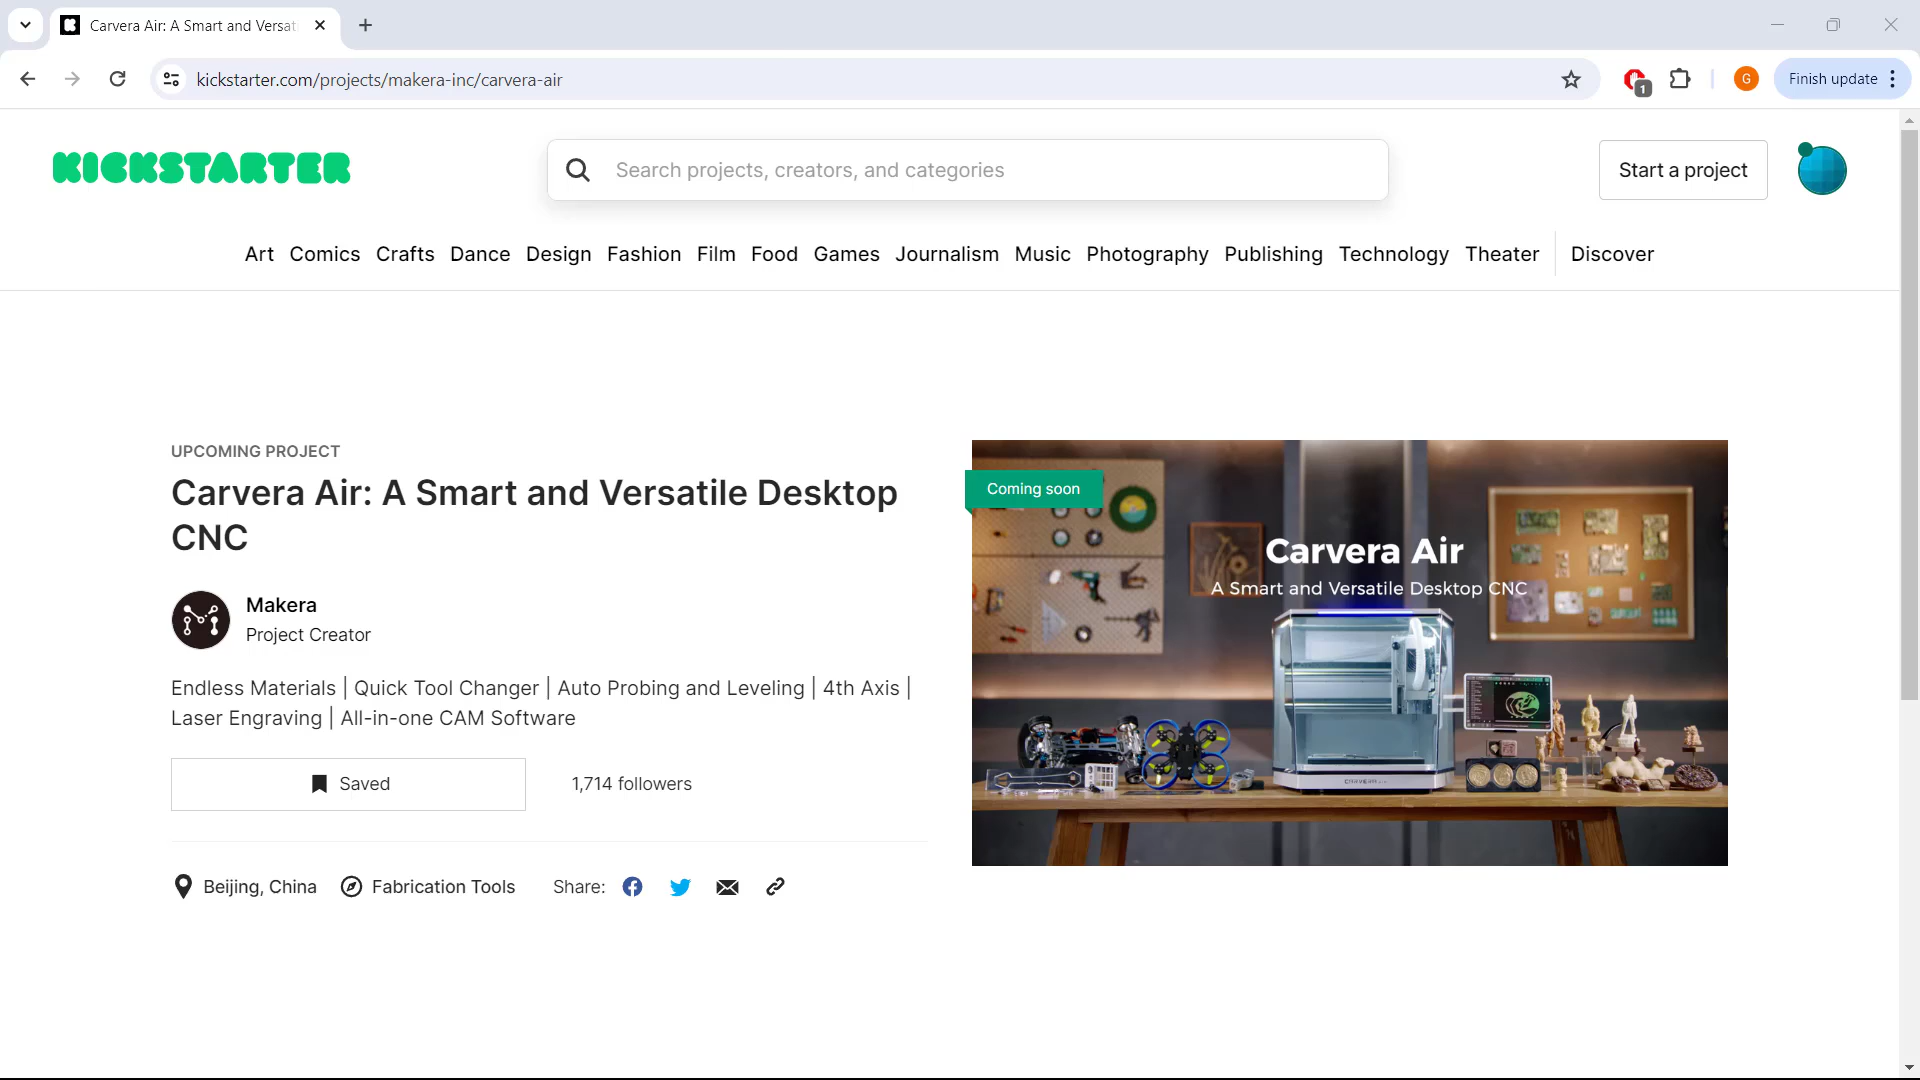 Carvera Air: A Smart and Versat
kickstarter.com/projects/makera-inc/carvera-air
1
G
Finish update
KICKSTARTER
Search projects, creators, and categories
Start a project
Art Comics Crafts Dance Design Fashion Film Food Games Journalism Music Photography Publishing Technology Theater Discover
UPCOMING PROJECT
Carvera Air: A Smart and Versatile Desktop
CNC
Makera
Project Creator
Endless Materials | Quick Tool Changer | Auto Probing and Leveling | 4th Axis |
Laser Engraving | All-in-one CAM Software
Saved
1,714 followers
Beijing, China
Fabrication Tools
Share:
Coming soon
Carvera Air
A Smart and Versatile Desktop CNC
CARVERA AIR